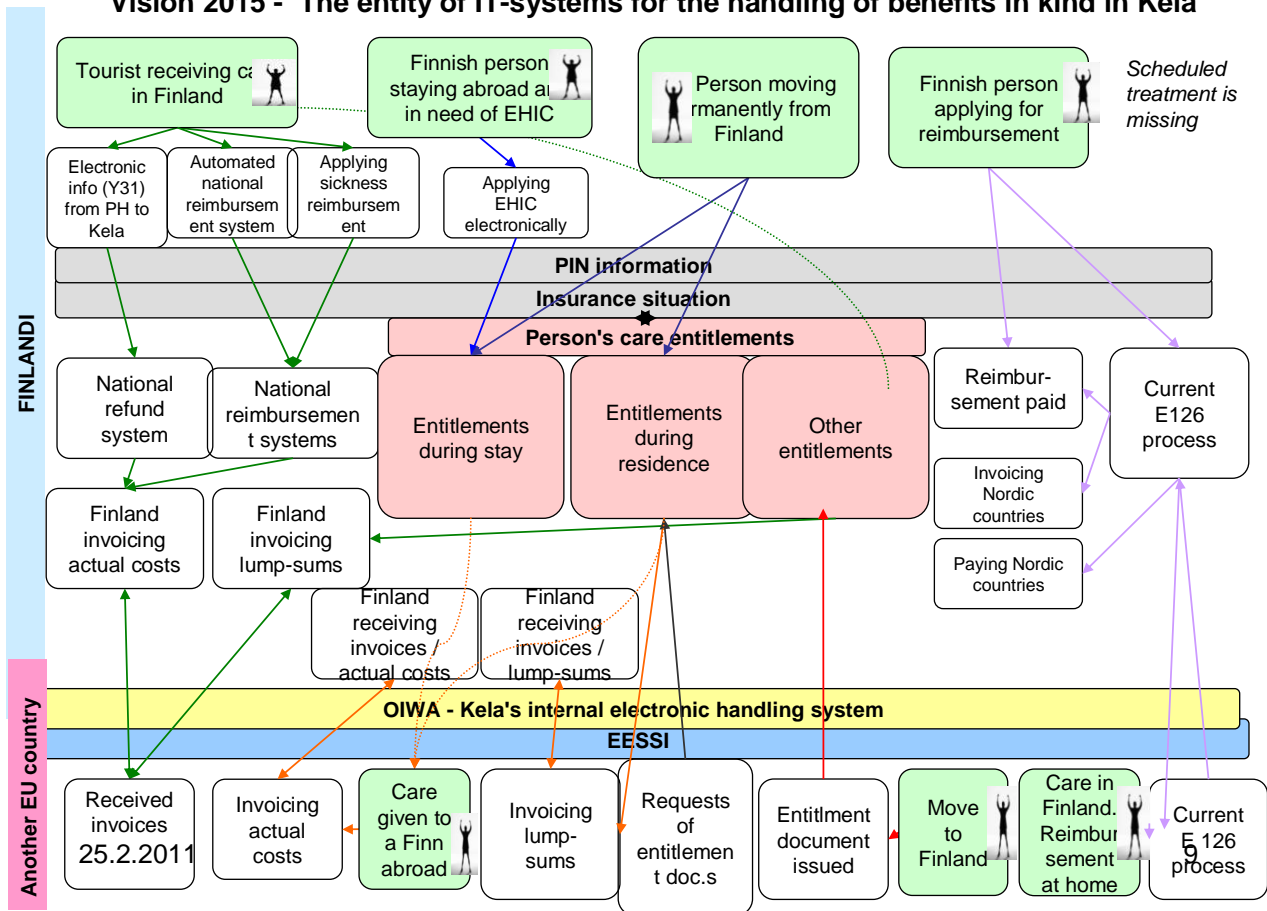 Vision 2015 - The entity of IT-systems for the handling of benefits in kind in Kela
Tourist receiving
in Finland
Finnish person
staying abroad
in need of EHIC
Person moving
from
Finland
Finnish person
applying for
reimbursement
Scheduled
treatment is
missing
Electronic
info (Y31)
from PH to
Kela
Automated
national
reimbursem
ent system
Applying
sickness
reimbursem
ent
Applying
EHIC
electronically
PIN information
Insurance situation
Person's care entitlements
FINLANDI
National
refund
system
National
reimbursemen
t systems
Entitlements
during stay
Entitlements
during
residence
Other
entitlements
Reimbur-
sement paid
Current
E126
process
Invoicing
Nordic
countries
Paying Nordic
countries
Finland
invoicing
actual costs
Finland
invoicing
lump-sums
Finland
receiving
invoices /
actual costs
Finland
receiving
invoices /
lump-sums
OIWA - Kela's internal electronic handling system
EESSI
Another EU country
Received
invoices
25.2.2011
Invoicing
actual
costs
Care
given to
a Finn
abroad
Invoicing
lump-
sums
Requests
of
entitlemen
t doc.s
Entitlment
document
issued
Move
to
Finland
Care in
Finland.
Reimbur
sement
at home
Current
E 126
process
9